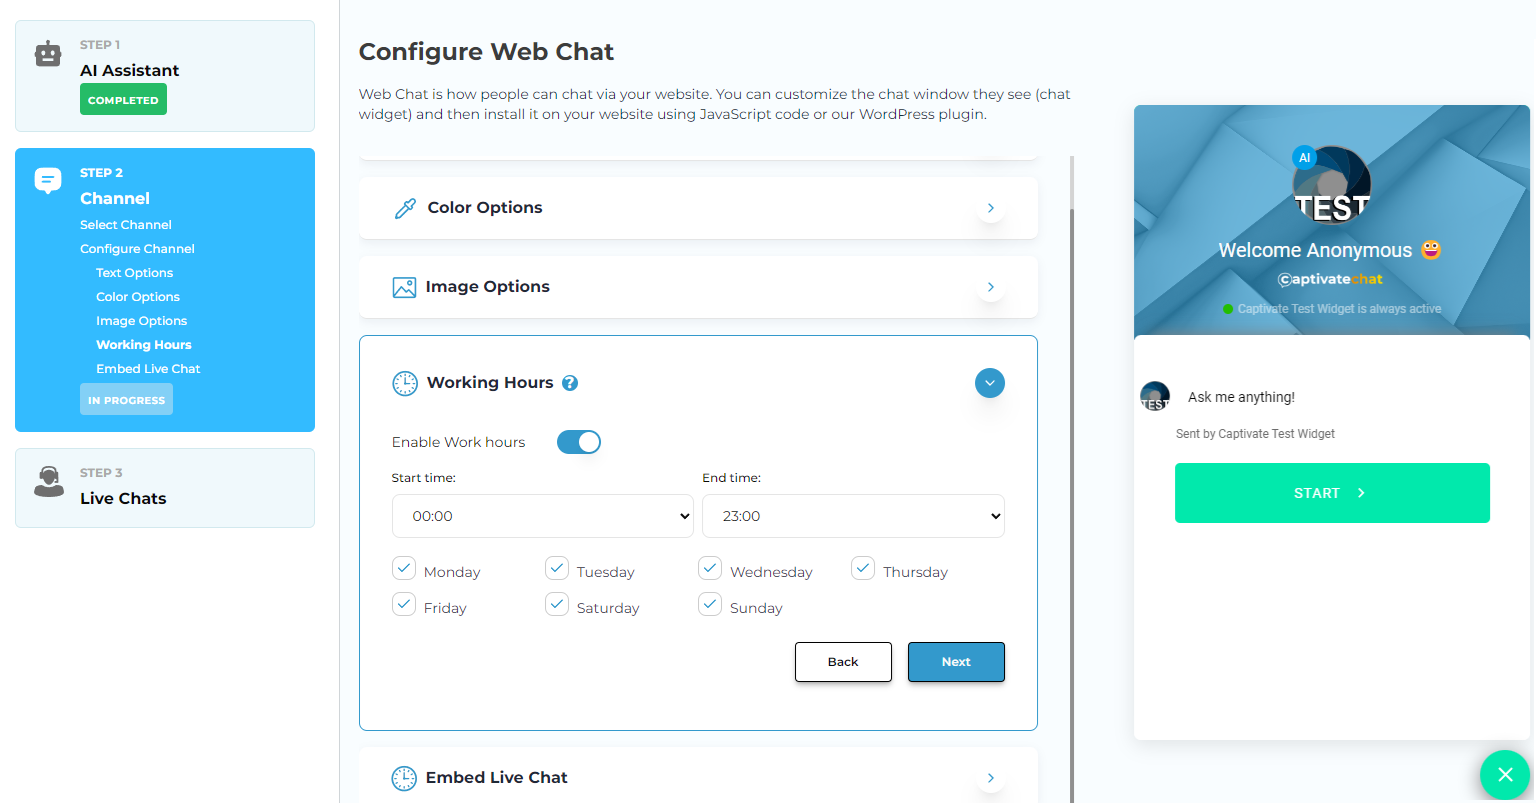 STEP 1
AI Assistant
COMPLETED
STEP 2
Channel
Select Channel
Configure Channel
Text Options
Color Options
Image Options
Working Hours
Embed Live Chat
IN PROGRESS
STEP 3
Live Chats
Configure Web Chat
Web Chat is how people can chat via your website. You can customize the chat window they see (chat
widget) and then install it on your website using JavaScript code or our WordPress plugin.
Color Options
Image Options
Working Hours ?
Enable Work hours
Start time: End time:
00:00 23:00
Monday Tuesday Wednesday Thursday
Friday Saturday Sunday
Back Next
Embed Live Chat
AI
TEST
Welcome Anonymous
captivatechat
Captivate Test Widget is always active
TEST
Ask me anything!
Sent by Captivate Test Widget
START